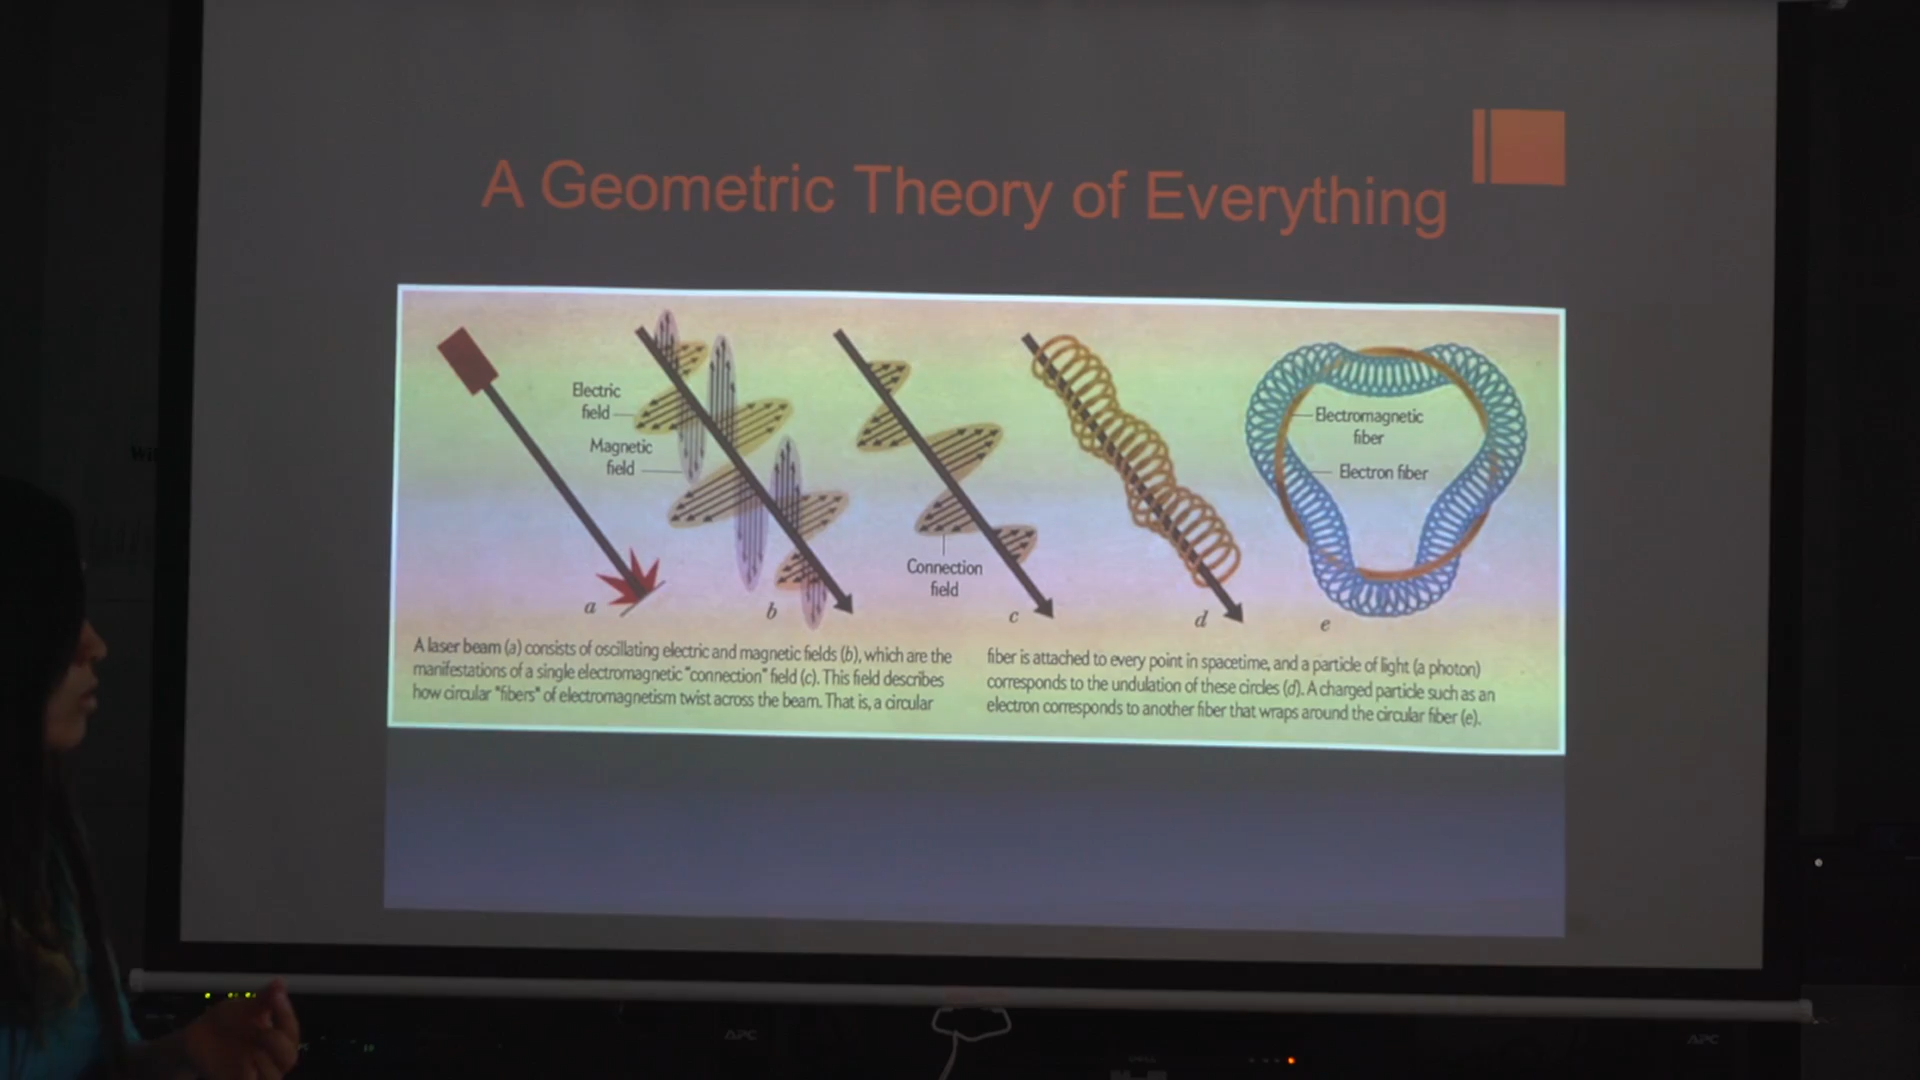 A Geometric Theory of Everything
Electric
field
Magnetic
field
Connection
field
Electromagnetic
fiber
Electron fiber
a
b
c
d
e
A laser beam (a) consists of oscillating electric and magnetic fields (b), which are the
manifestations of a single electromagnetic "connection" field (c). This field describes
how circular "fibers" of electromagnetism twist across the beam. That is, a circular
fiber is attached to every point in spacetime, and a particle of light (a photon)
corresponds to the undulation of these circles (d). A charged particle such as an
electron corresponds to another fiber that wraps around the circular fiber (e).
APC
APC